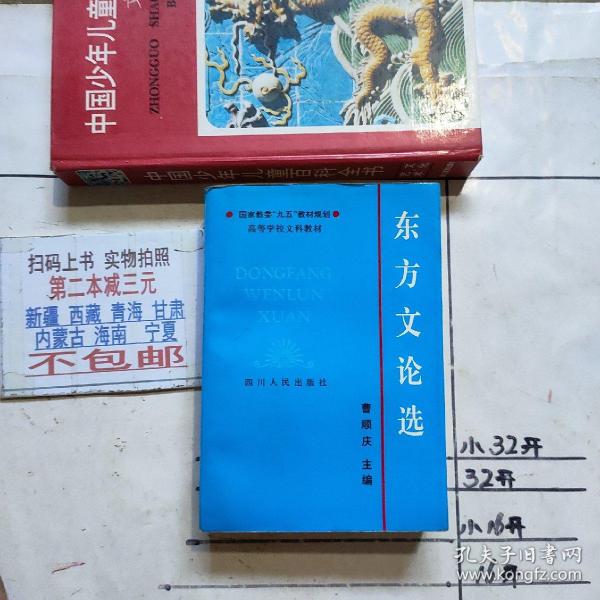 中国少年儿童
ZHONGGUO SHA
中国少年儿童百科全书
国家教委“九五”教材规划
高等学校文科教材
DONGFANG
WENLUN
XUAN
四川人民出版社
东方文论选
曹顺庆 主编
扫码上书 实物拍照
第二本减三元
新疆 西藏 青海 甘肃
内蒙古 海南 宁夏
不包邮
小32开
32开
小16开
16开
孔夫子旧书网
www.kongfz.com